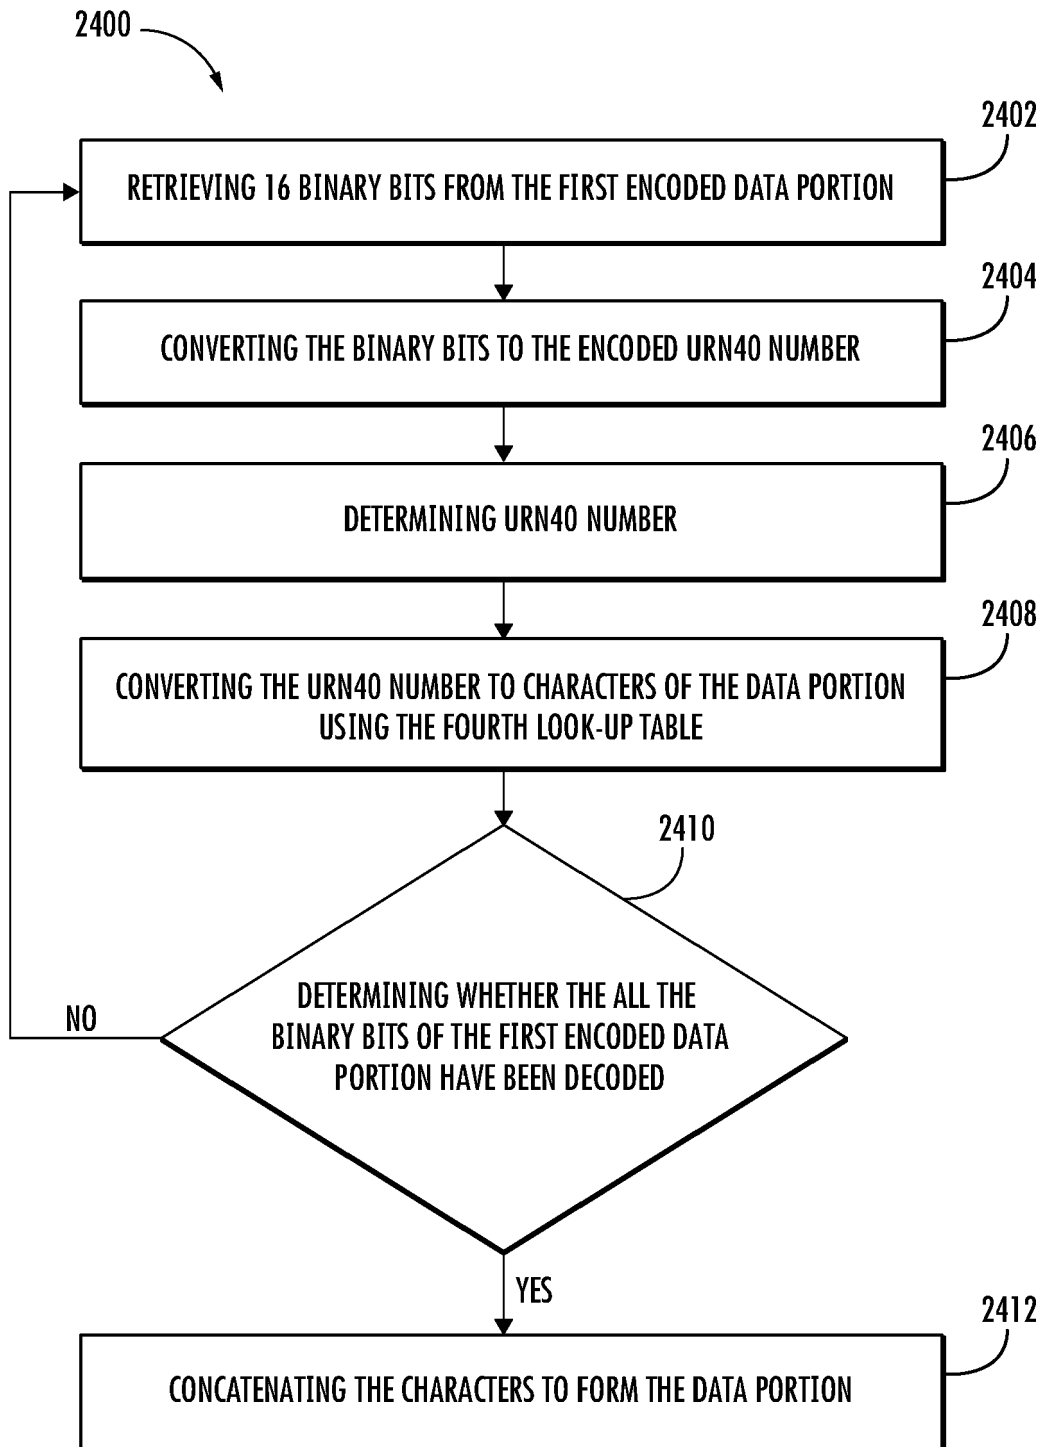 2400
2402
RETRIEVING 16 BINARY BITS FROM THE FIRST ENCODED DATA PORTION
2404
CONVERTING THE BINARY BITS TO THE ENCODED URN40 NUMBER
2406
DETERMINING URN40 NUMBER
2408
CONVERTING THE URN40 NUMBER TO CHARACTERS OF THE DATA PORTION
USING THE FOURTH LOOK-UP TABLE
2410
DETERMINING WHETHER THE ALL THE
BINARY BITS OF THE FIRST ENCODED DATA
PORTION HAVE BEEN DECODED
NO
YES
2412
CONCATENATING THE CHARACTERS TO FORM THE DATA PORTION